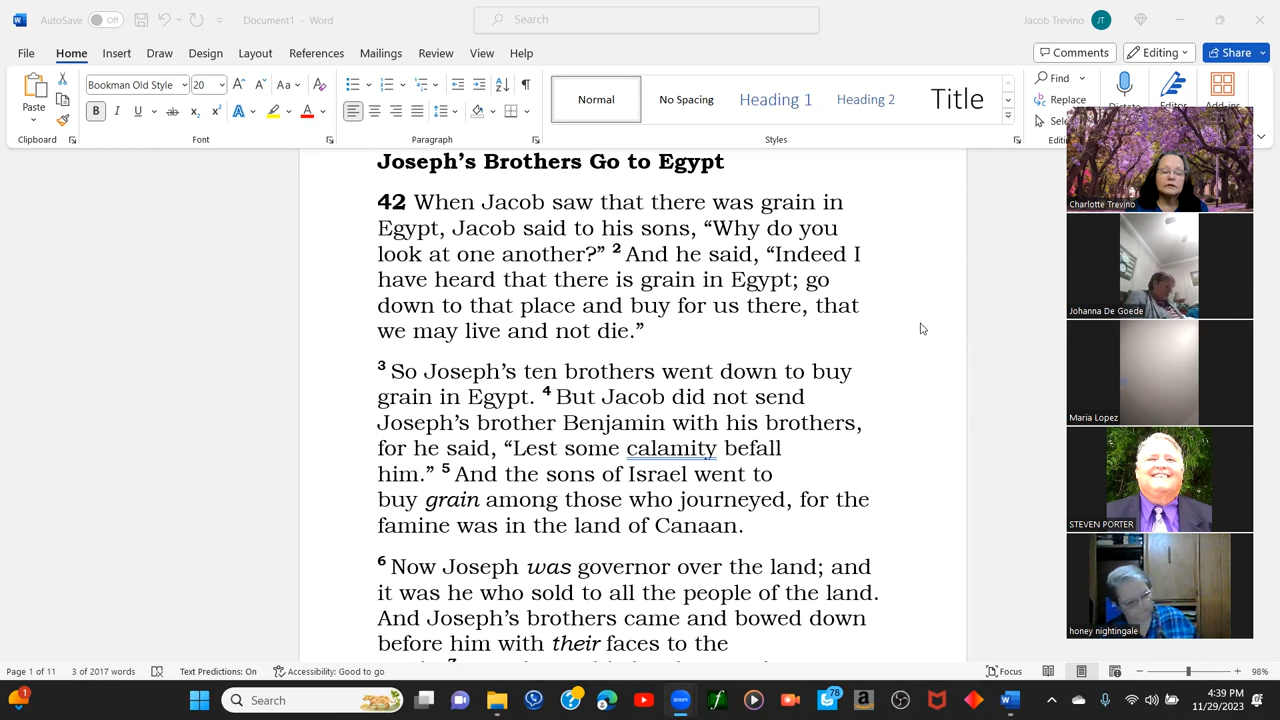 AutoSave Off Document1 - Word Search Jacob Trevino JT
File Home Insert Draw Design Layout References Mailings Review View Help Comments Editing Share
Paste Bookman Old Style 20 Aa Normal No Spacing Heading 1 Heading 2 Title Find
Replace
Clipboard Font Paragraph Styles
Joseph's Brothers Go to Egypt
42 When Jacob saw that there was grain in
Egypt, Jacob said to his sons, “Why do you
look at one another?” 2 And he said, “Indeed I
have heard that there is grain in Egypt; go
down to that place and buy for us there, that
we may live and not die.”
3 So Joseph's ten brothers went down to buy
grain in Egypt. 4 But Jacob did not send
Joseph's brother Benjamin with his brothers,
for he said, “Lest some calamity befall
him.” 5 And the sons of Israel went to
buy grain among those who journeyed, for the
famine was in the land of Canaan.
6 Now Joseph was governor over the land; and
it was he who sold to all the people of the land.
And Joseph's brothers came and bowed down
before him with their faces to the
Charlotte Trevino
Johanna De Goede
Maria Lopez
STEVEN PORTER
honey nightingale
Page 1 of 11 3 of 2017 words Text Predictions: On Accessibility: Good to go Focus 98%
Search 78 4:39 PM
11/29/2023